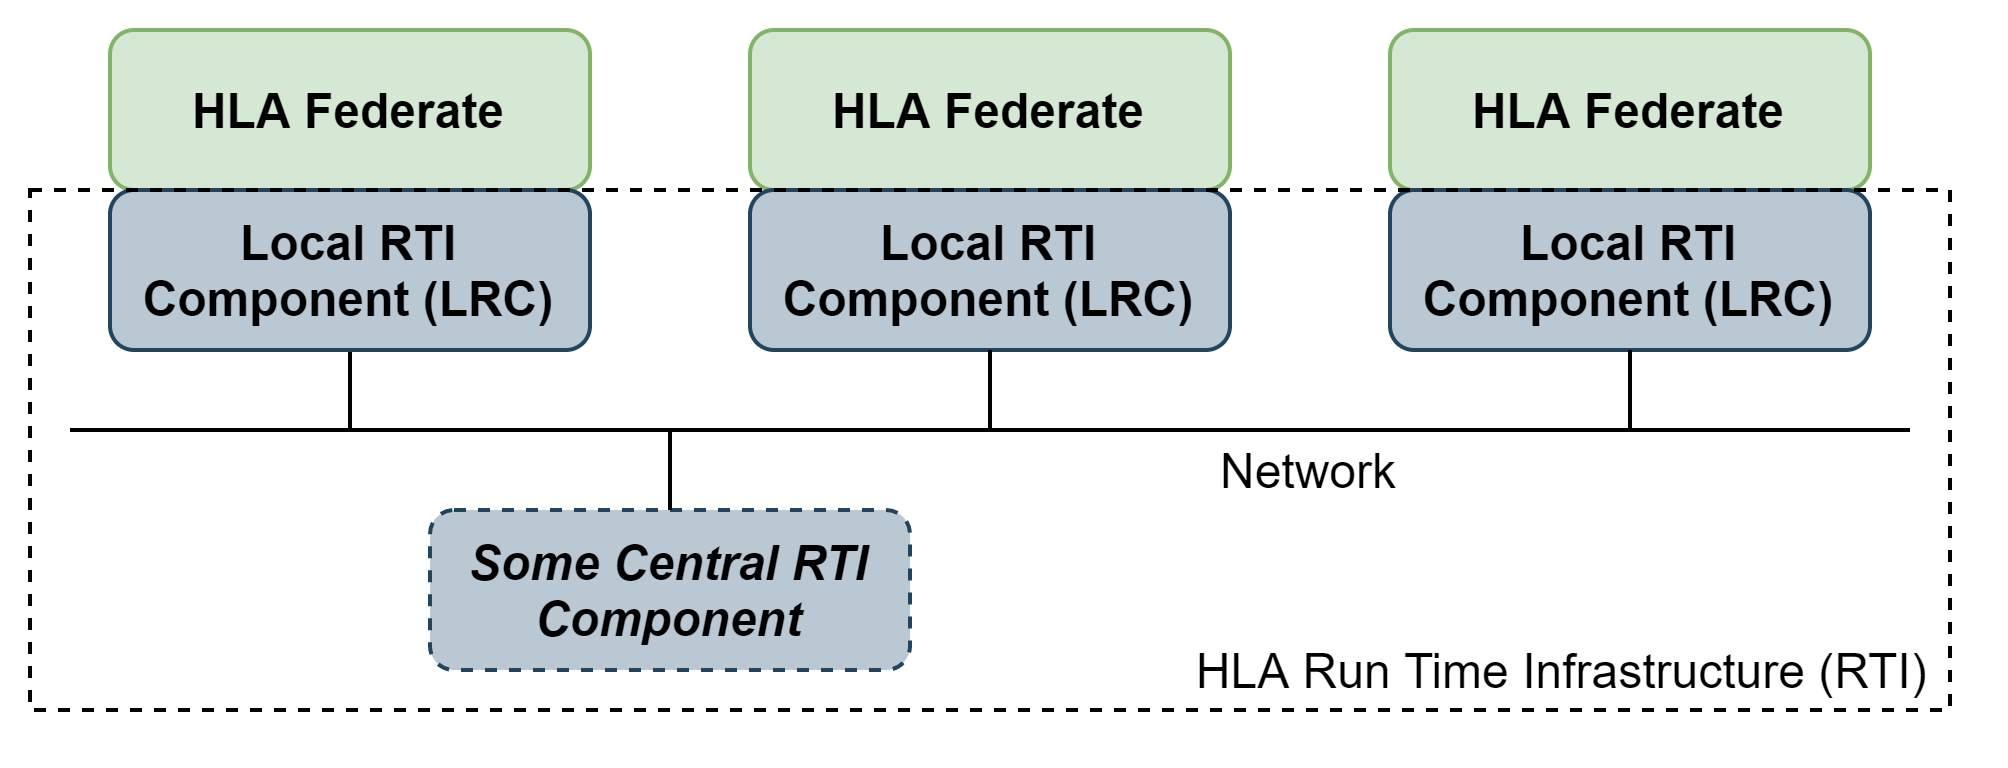 HLA Federate
HLA Federate
HLA Federate
Local RTI
Component (LRC)
Local RTI
Component (LRC)
Local RTI
Component (LRC)
Network
Some Central RTI
Component
HLA Run Time Infrastructure (RTI)